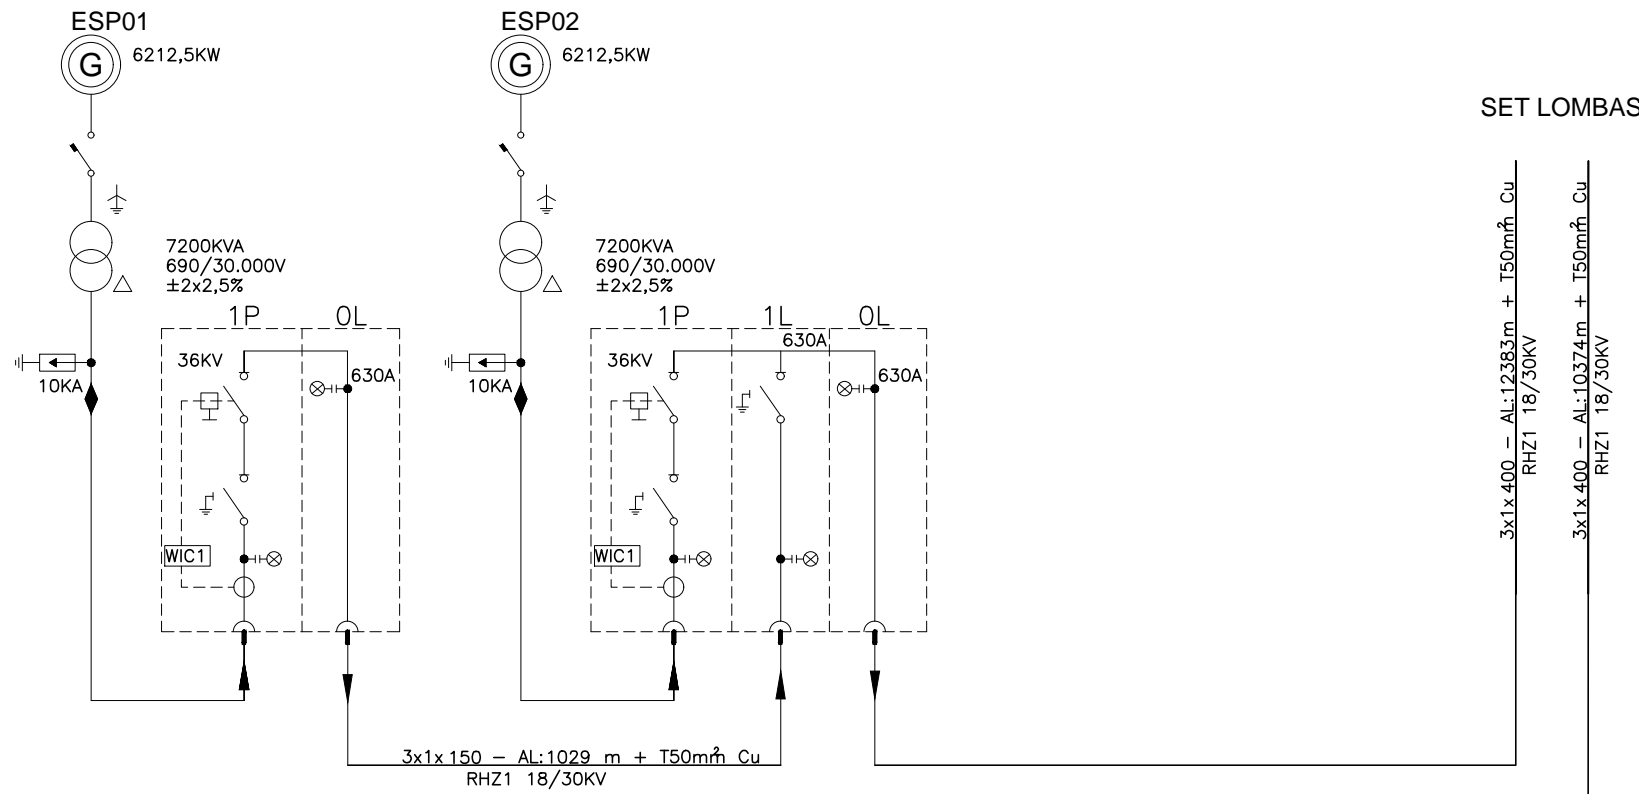 ESP01
G
6212,5KW
ESP02
G
6212,5KW
SET LOMBAS
7200KVA
690/30.000V
±2x2,5%
7200KVA
690/30.000V
±2x2,5%
1P
0L
1P
1L
0L
36KV
630A
10KA
36KV
630A
630A
10KA
WIC1
WIC1
3x1x150 - AL:1029 m + T50mm² Cu
RHZ1 18/30KV
3x1x400 - AL:12383m + T50mm² Cu
RHZ1 18/30KV
3x1x400 - AL:10374m + T50mm² Cu
RHZ1 18/30KV